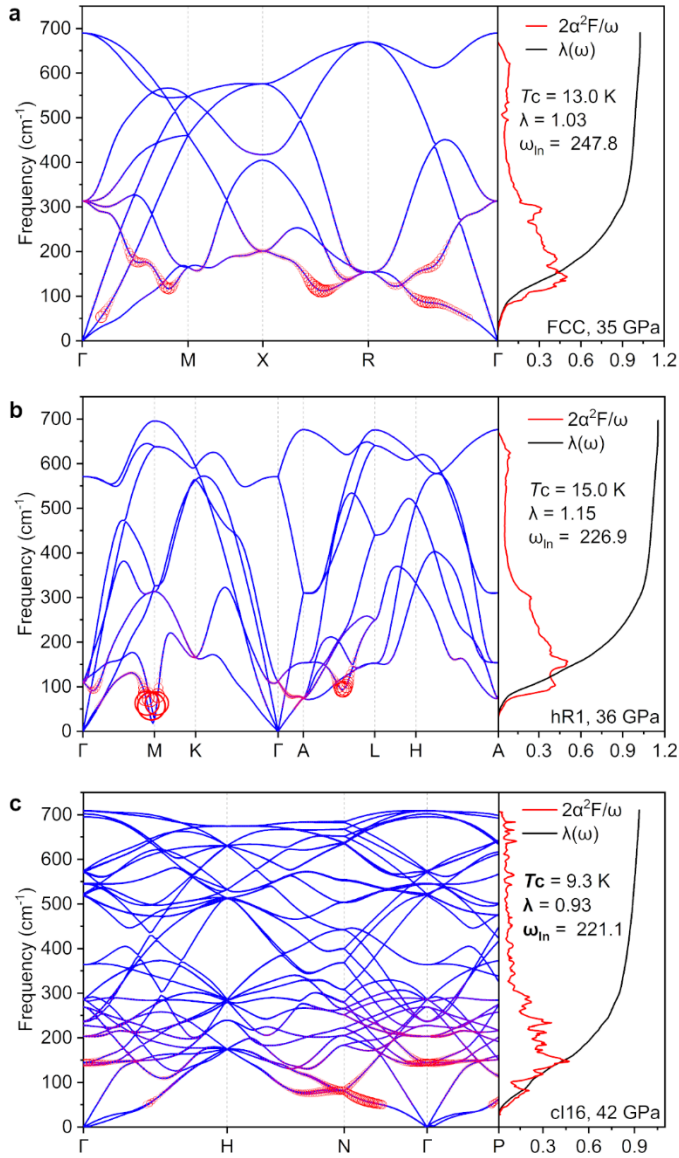 a
700
600
500
400
300
200
100
0
Frequency (cm⁻¹)
Γ M X R Γ
2α²F/ω
λ(ω)
Tc = 13.0 K
λ = 1.03
ω_ln = 247.8
FCC, 35 GPa
0.3 0.6 0.9 1.2
b
700
600
500
400
300
200
100
0
Frequency (cm⁻¹)
Γ M K Γ A L H A
2α²F/ω
λ(ω)
Tc = 15.0 K
λ = 1.15
ω_ln = 226.9
hR1, 36 GPa
0.3 0.6 0.9 1.2
c
700
600
500
400
300
200
100
0
Frequency (cm⁻¹)
Γ H N Γ P
2α²F/ω
λ(ω)
Tc = 9.3 K
λ = 0.93
ω_ln = 221.1
cI16, 42 GPa
0.3 0.6 0.9